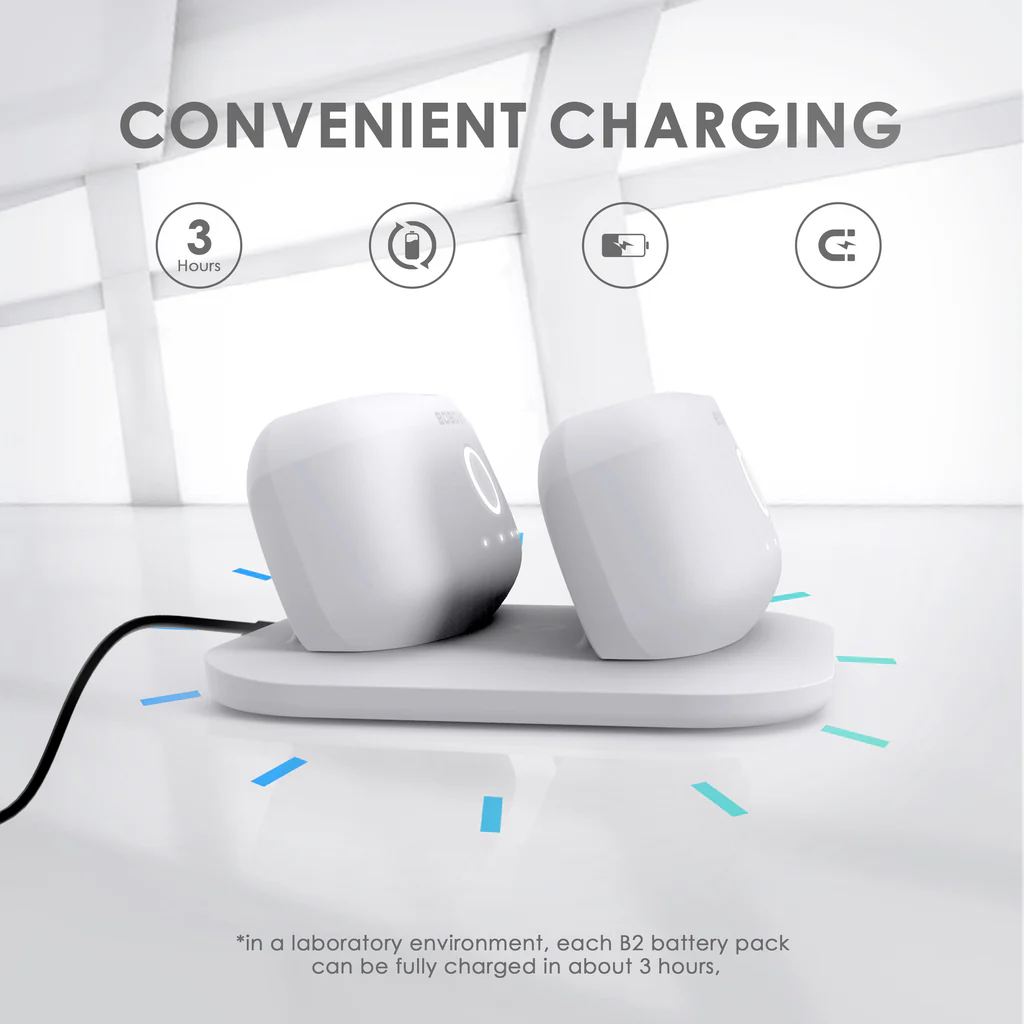 CONVENIENT CHARGING
3
Hours
*in a laboratory environment, each B2 battery pack
can be fully charged in about 3 hours,